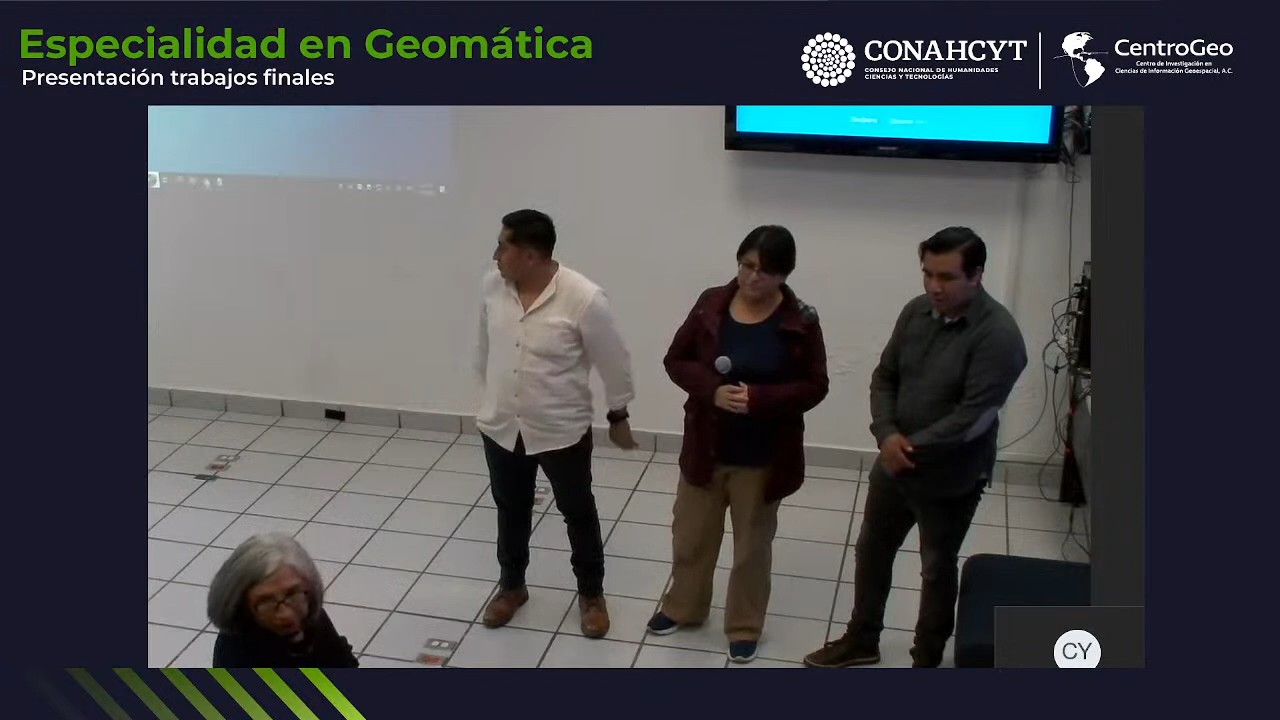 Especialidad en Geomática
Presentación trabajos finales
CONAHCYT
CONSEJO NACIONAL DE HUMANIDADES
CIENCIAS Y TECNOLOGÍAS
CentroGeo
Centro de Investigación en
Ciencias de Información Geoespacial, A.C.
CY